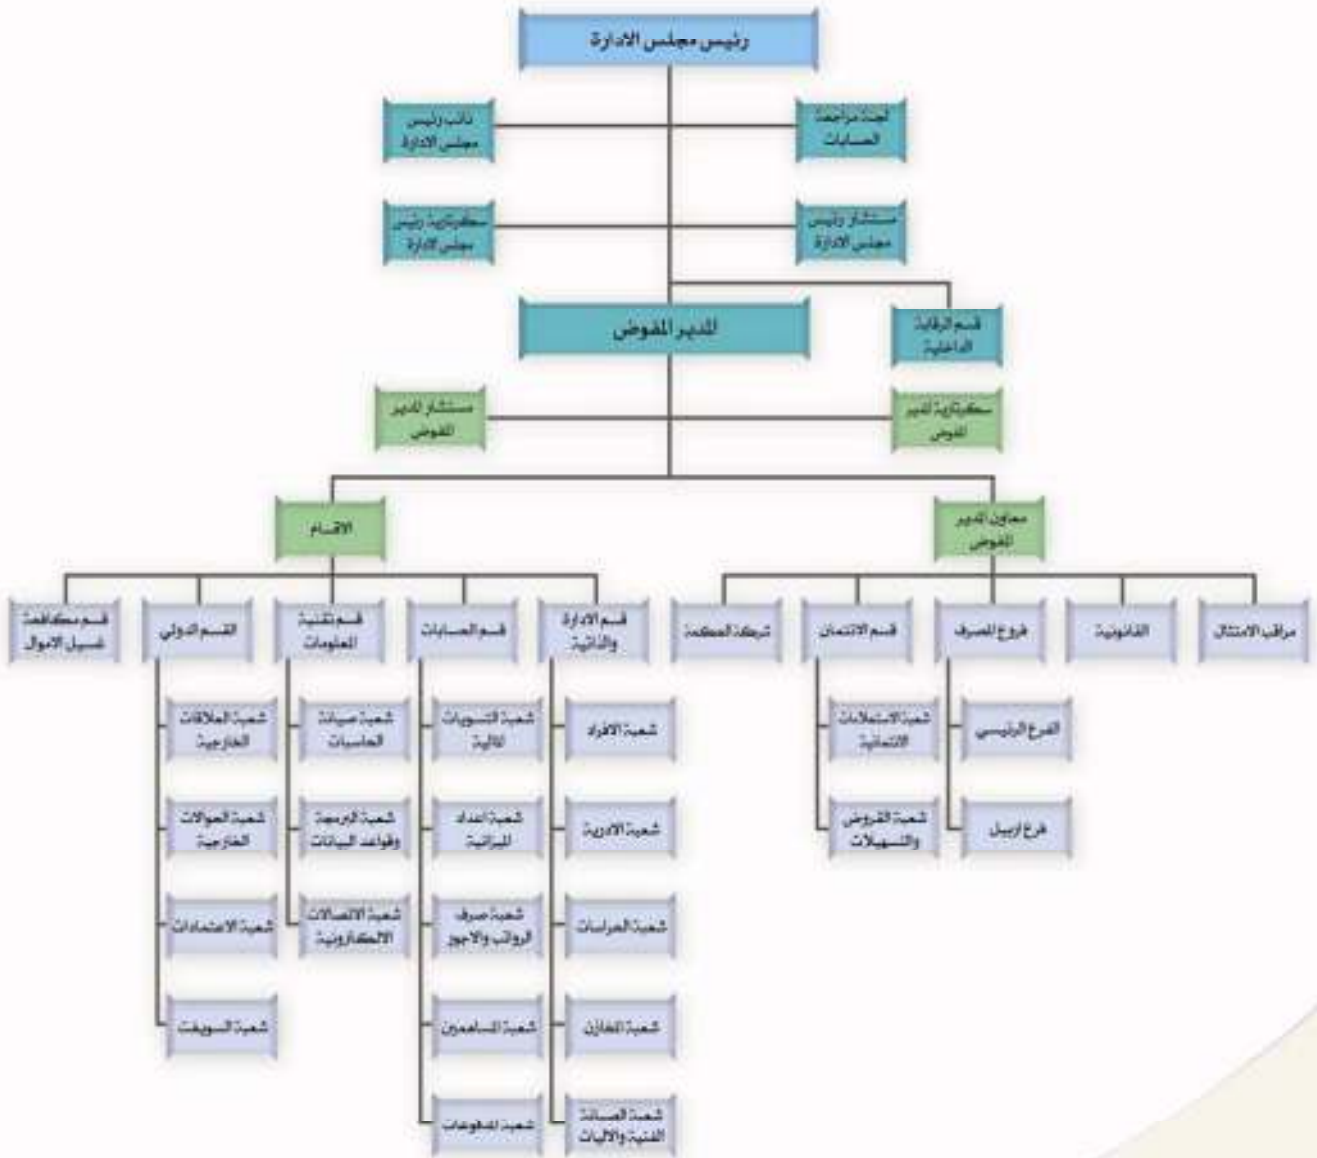 رئيس مجلس الادارة
لجنة مراجعة
الحسابات
نائب رئيس
مجلس الادارة
مستشار رئيس
مجلس الادارة
سكرتارية رئيس
مجلس الادارة
المدير المفوض
قسم الرقابة
الداخلية
سكرتارية المدير
المفوض
مستشار المدير
المفوض
معاون المدير
المفوض
الاقسام
مراقب الامتثال
القانونية
فروع المصرف
قسم الائتمان
شركة الحكمة
قسم الادارة
والذاتية
قسم الحسابات
قسم تقنية
المعلومات
القسم الدولي
قسم مكافحة
غسيل الاموال
الفرع الرئيسي
شعبة الاستعلامات
الائتمانية
شعبة الافراد
شعبة التسويات
المالية
شعبة صيانة
الحاسبات
شعبة العلاقات
الخارجية
فرع اربيل
شعبة القروض
والتسهيلات
شعبة الادرية
شعبة اعداد
الميزانية
شعبة البرمجة
وقواعد البيانات
شعبة الحوالات
الخارجية
شعبة الحراسات
شعبة صرف
الرواتب والاجور
شعبة الاتصالات
الالكترونية
شعبة الاعتمادات
شعبة المخازن
شعبة المساهمين
شعبة السويفت
شعبة الصيانة
الفنية والاليات
شعبة المدفوعات